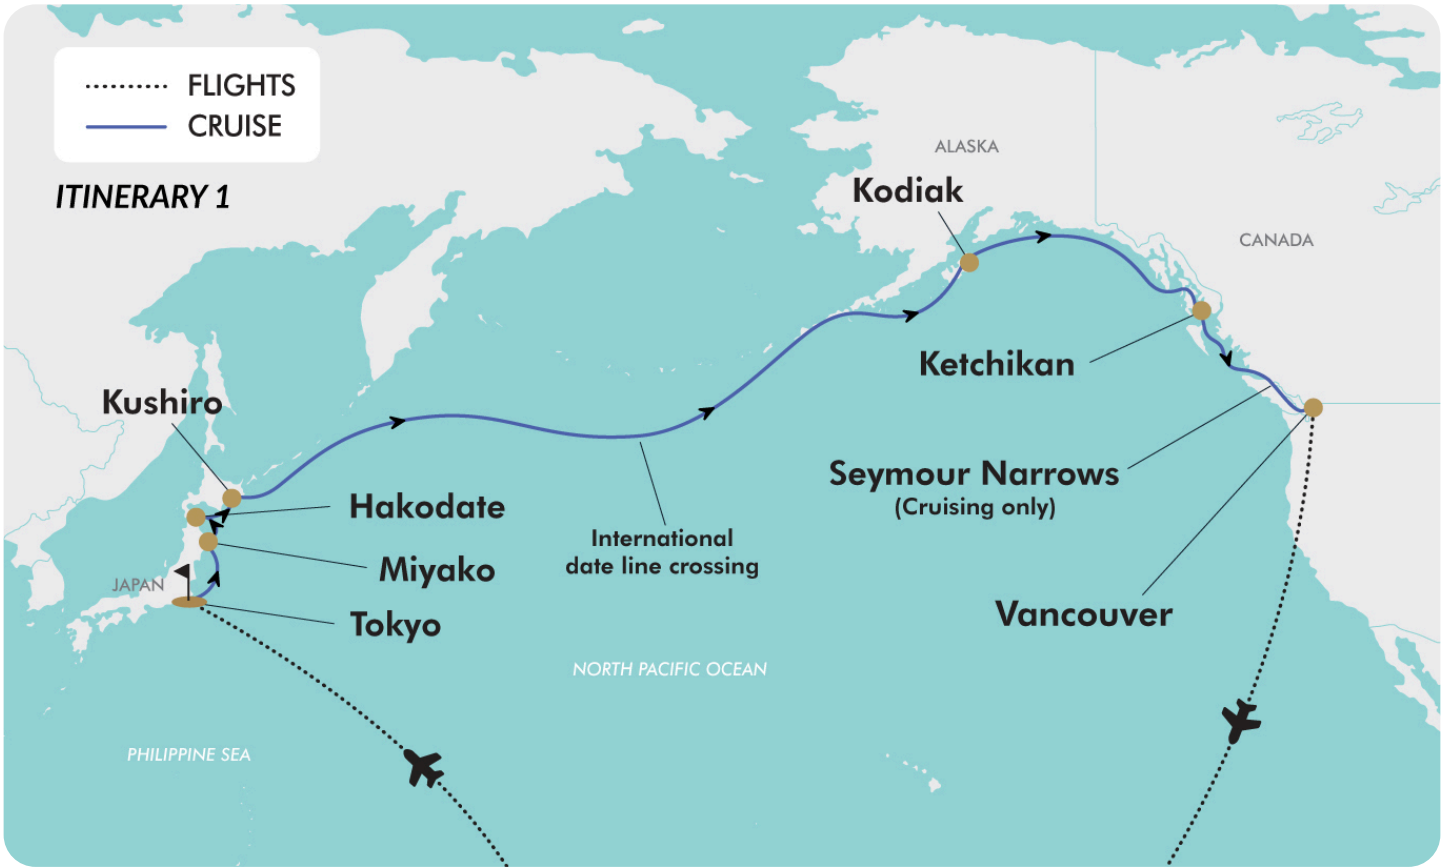 FLIGHTS
CRUISE
ITINERARY 1
ALASKA
Kodiak
CANADA
Ketchikan
Kushiro
Seymour Narrows
(Cruising only)
Hakodate
International
date line crossing
Miyako
JAPAN
Tokyo
Vancouver
NORTH PACIFIC OCEAN
PHILIPPINE SEA